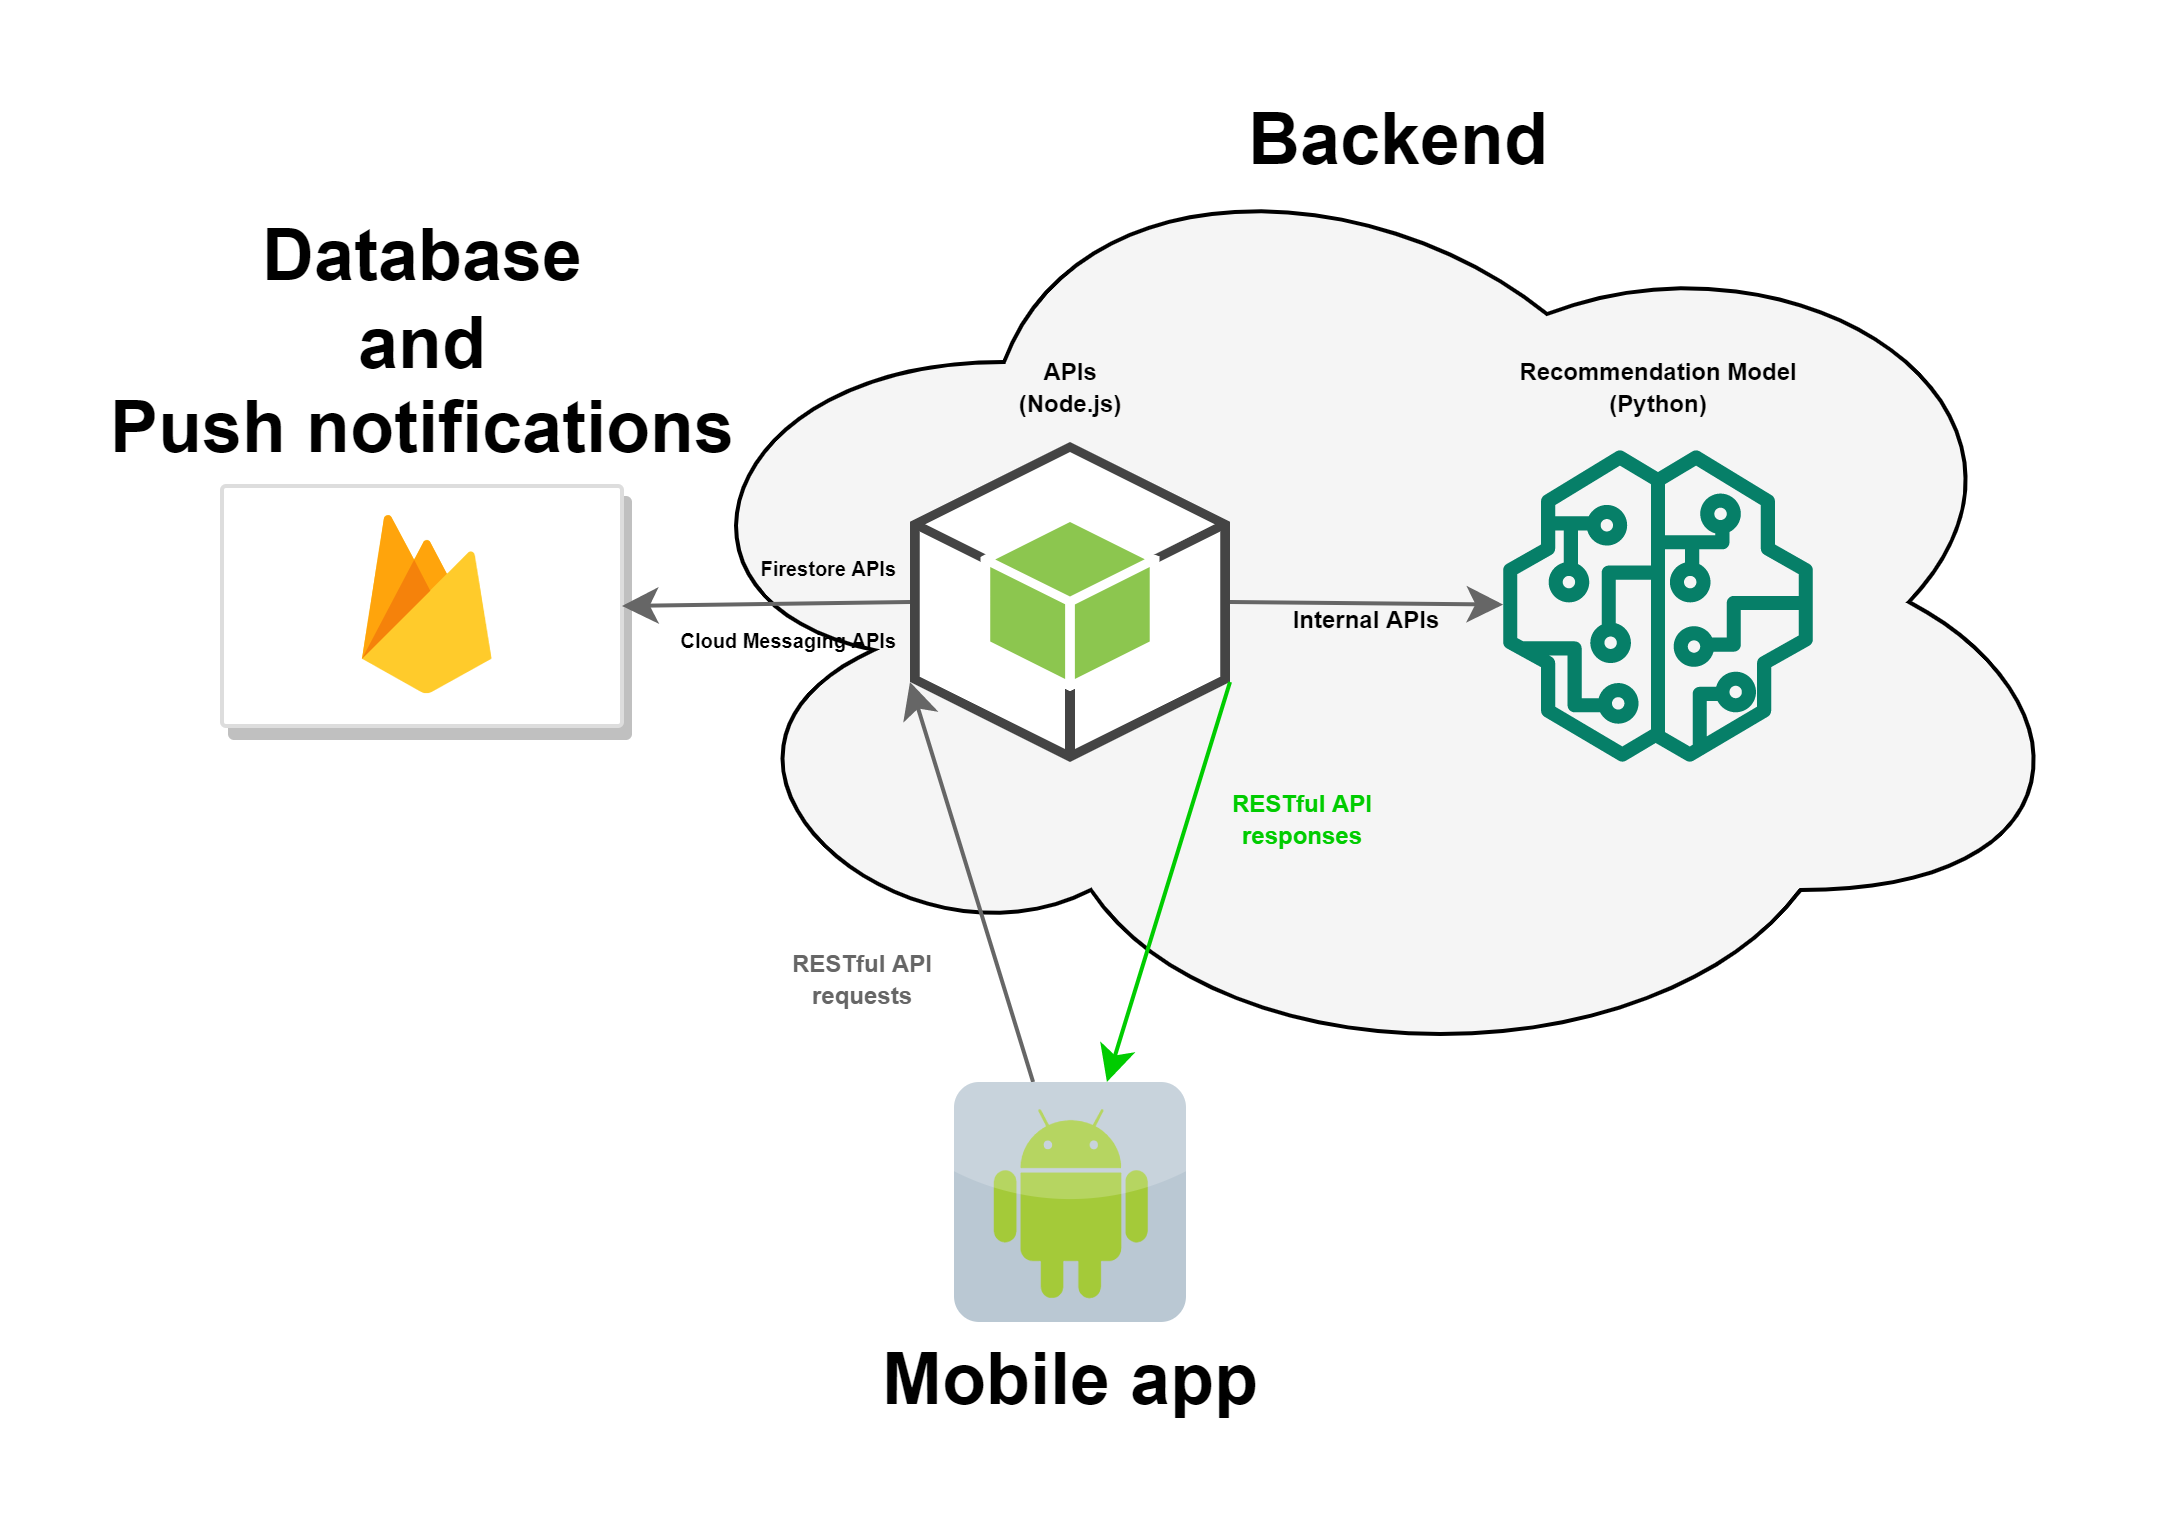 Backend
Database
and
Push notifications
APIs
(Node.js)
Recommendation Model
(Python)
Firestore APIs
Cloud Messaging APIs
Internal APIs
RESTful API
responses
RESTful API
requests
Mobile app